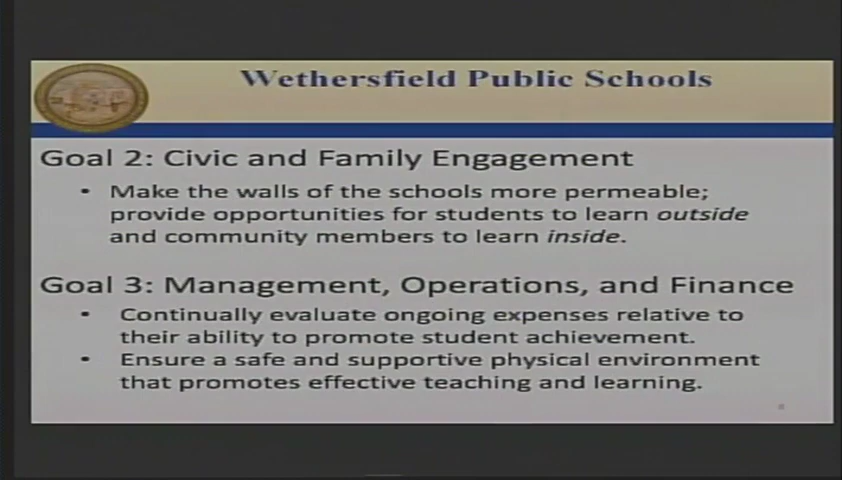 Wethersfield Public Schools
Goal 2: Civic and Family Engagement
• Make the walls of the schools more permeable;
provide opportunities for students to learn outside
and community members to learn inside.
Goal 3: Management, Operations, and Finance
• Continually evaluate ongoing expenses relative to
their ability to promote student achievement.
• Ensure a safe and supportive physical environment
that promotes effective teaching and learning.